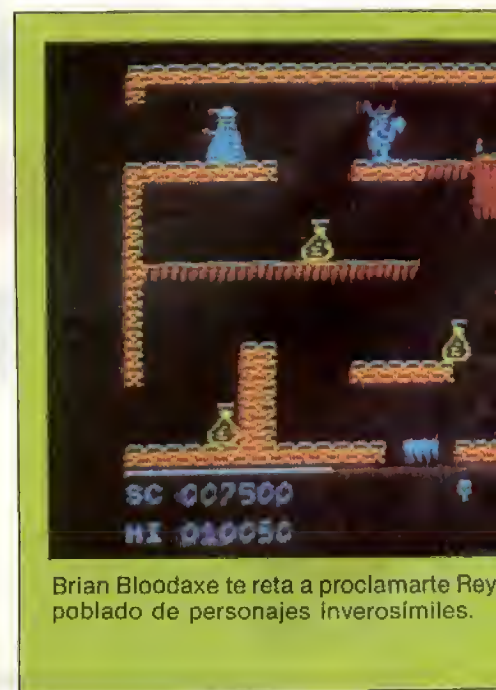 SC 007500
HI 010050
Brian Bloodaxe te reta a proclamarte Rey
poblado de personajes inverosímiles.